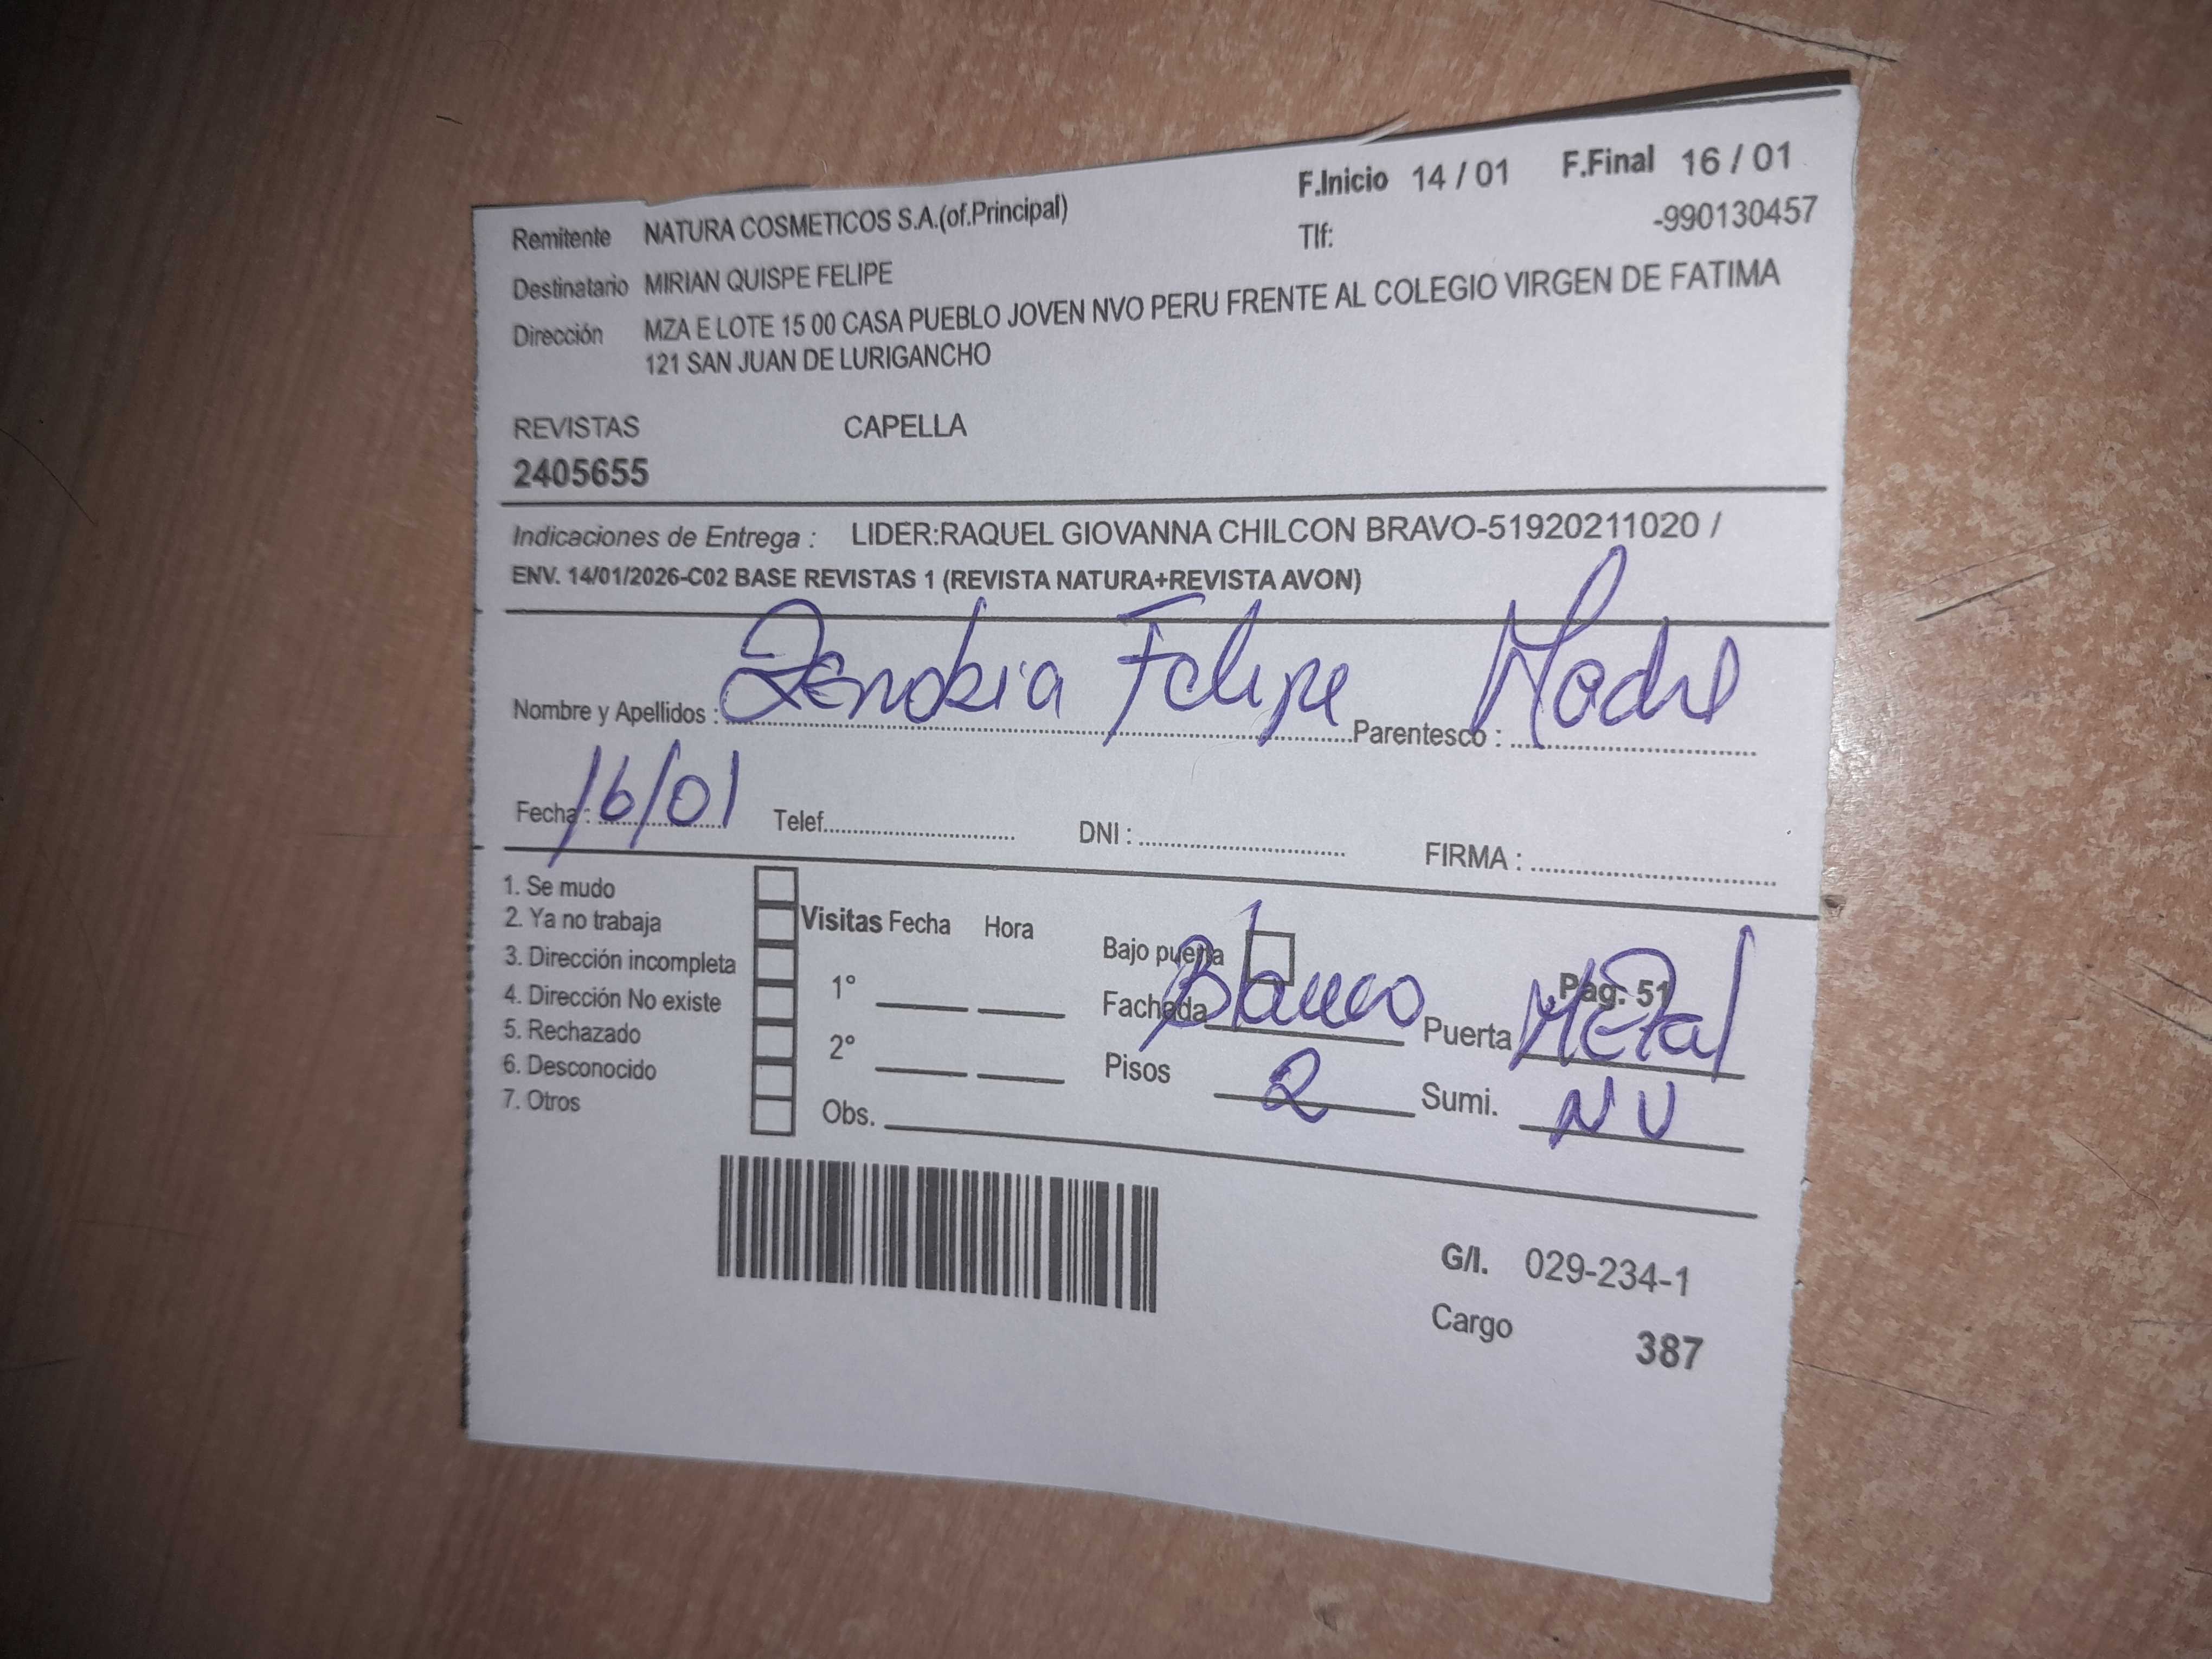 F.Inicio 14 / 01 F.Final 16 / 01
Remitente NATURA COSMETICOS S.A.(of.Principal) Tlf: -990130457
Destinatario MIRIAN QUISPE FELIPE
Dirección MZA E LOTE 15 00 CASA PUEBLO JOVEN NVO PERU FRENTE AL COLEGIO VIRGEN DE FATIMA
121 SAN JUAN DE LURIGANCHO
REVISTAS CAPELLA
2405655
Indicaciones de Entrega : LIDER:RAQUEL GIOVANNA CHILCON BRAVO-51920211020 /
ENV. 14/01/2026-C02 BASE REVISTAS 1 (REVISTA NATURA+REVISTA AVON)
Nombre y Apellidos : Zenobia Felipe Parentesco : Madre
Fecha : 16/01 Telef. DNI : FIRMA :
1. Se mudo
2. Ya no trabaja Visitas Fecha Hora
3. Dirección incompleta Bajo puerta
4. Dirección No existe 1° Fachada Blanco Puerta Metal Pag. 51
5. Rechazado
6. Desconocido 2° Pisos 2 Sumi. NV
7. Otros Obs.
G/I. 029-234-1
Cargo 387